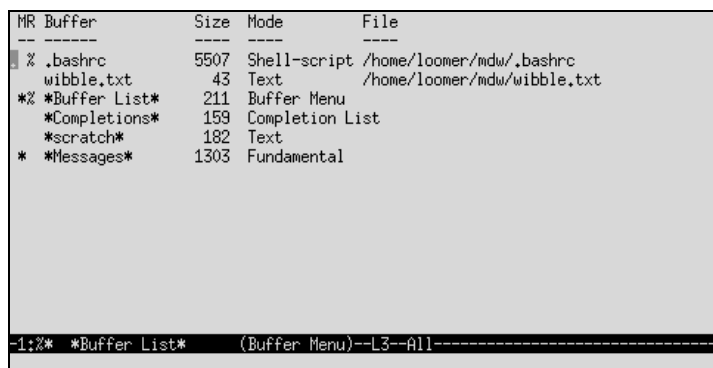 MR Buffer           Size  Mode         File
-- ------           ----  ----         ----
. % .bashrc          5507  Shell-script /home/loomer/mdw/.bashrc
    wibble.txt         43  Text         /home/loomer/mdw/wibble.txt
*% *Buffer List*      211  Buffer Menu
    *Completions*     159  Completion List
    *scratch*         182  Text
*   *Messages*       1303  Fundamental
-1:%*  *Buffer List*      (Buffer Menu)--L3--All-------------------------------